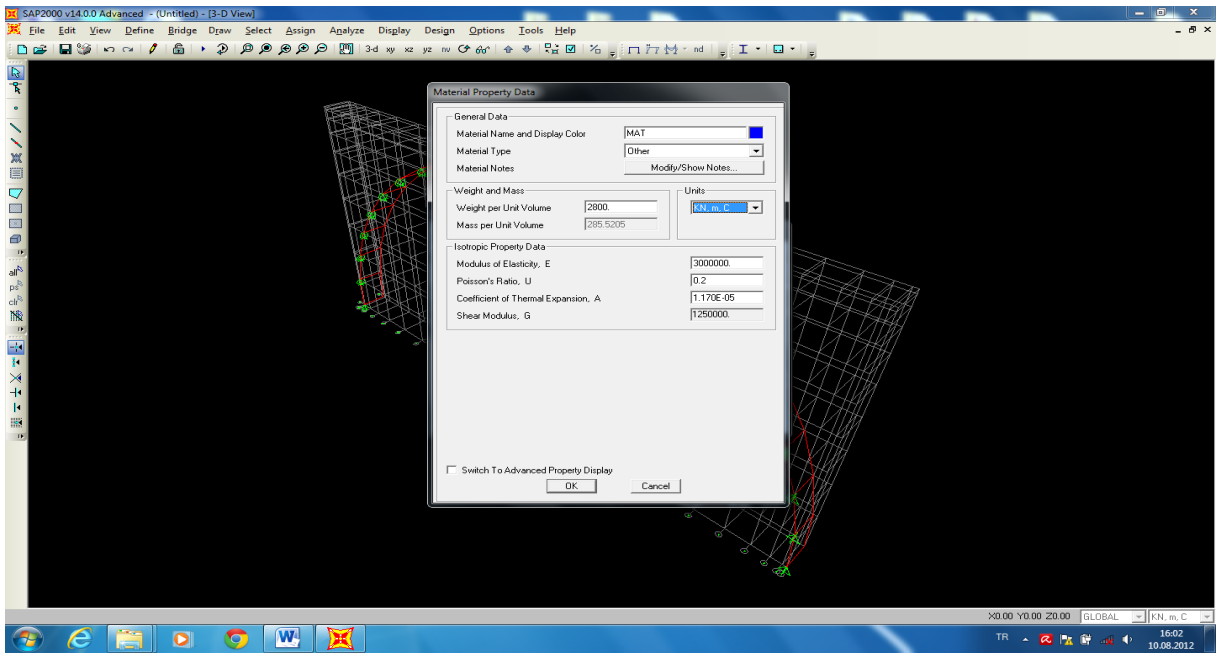 SAP2000 v14.0.0 Advanced - (Untitled) - [3-D View]
File Edit View Define Bridge Draw Select Assign Analyze Display Design Options Tools Help
3-d xy xz yz nv nd
Material Property Data
General Data
Material Name and Display Color MAT
Material Type Other
Material Notes Modify/Show Notes...
Weight and Mass Units
Weight per Unit Volume 2800. KN, m, C
Mass per Unit Volume 285.5205
Isotropic Property Data
Modulus of Elasticity, E 3000000.
Poisson's Ratio, U 0.2
Coefficient of Thermal Expansion, A 1.170E-05
Shear Modulus, G 1250000.
Switch To Advanced Property Display
OK Cancel
all
ps
clr
X0.00 Y0.00 Z0.00 GLOBAL KN, m, C
TR 16:02
10.08.2012